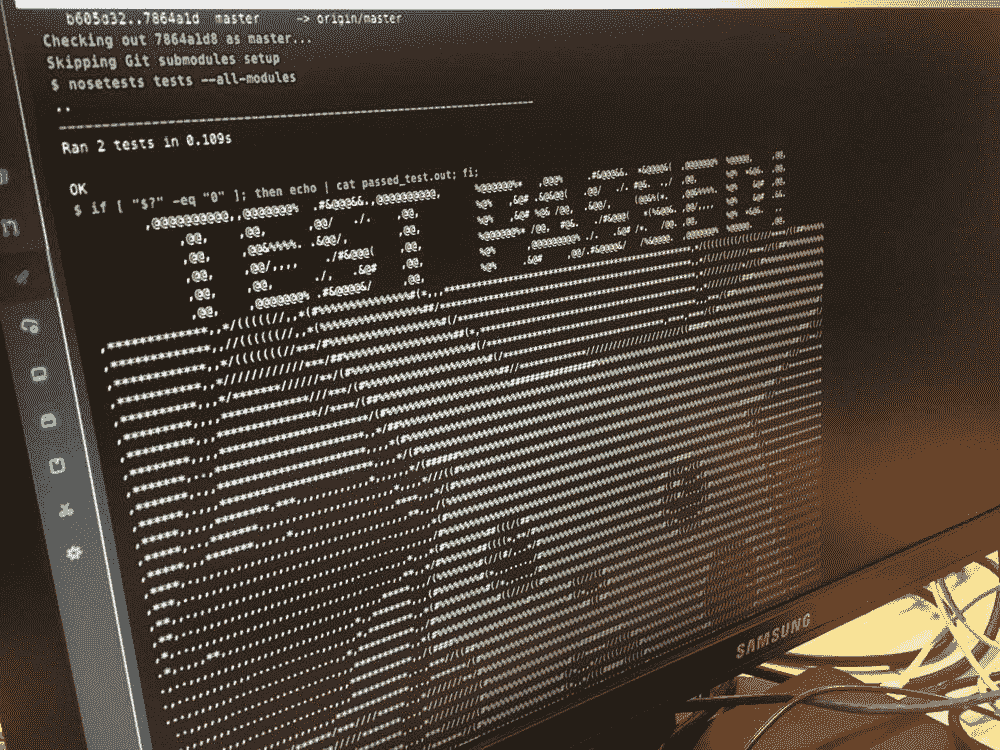 b605d32..7864a1d master -> origin/master
Checking out 7864a1d8 as master...
Skipping Git submodules setup
$ nosetests tests --all-modules
..
----------------------------------------------------------------------
Ran 2 tests in 0.109s
OK
$ if [ "$?" -eq "0" ]; then echo | cat passed_test.out; fi;
TEST PASSED!
SAMSUNG